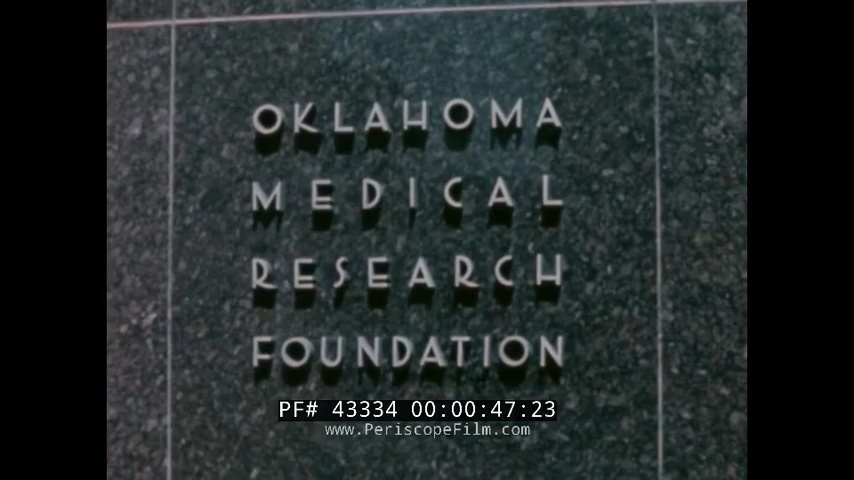 OKLAHOMA
MEDICAL
RESEARCH
FOUNDATION
PF# 43334 00:00:47:23
www.PeriscopeFilm.com